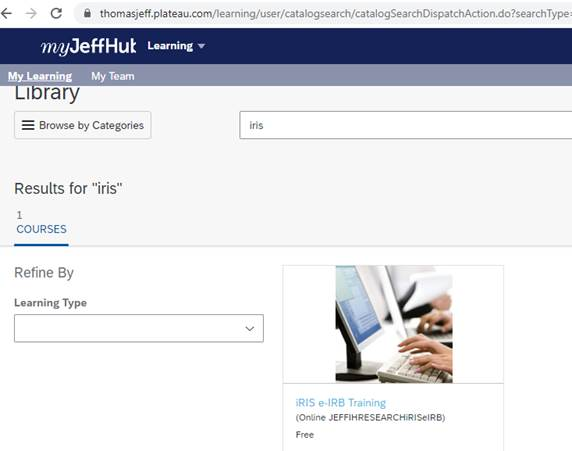 thomasjeff.plateau.com/learning/user/catalogsearch/catalogSearchDispatchAction.do?searchType=
myJeffHub Learning
My Learning My Team
Library
Browse by Categories iris
Results for "iris"
1
COURSES
Refine By
Learning Type
iRIS e-IRB Training
(Online JEFFIHRESEARCHiRISeIRB)
Free